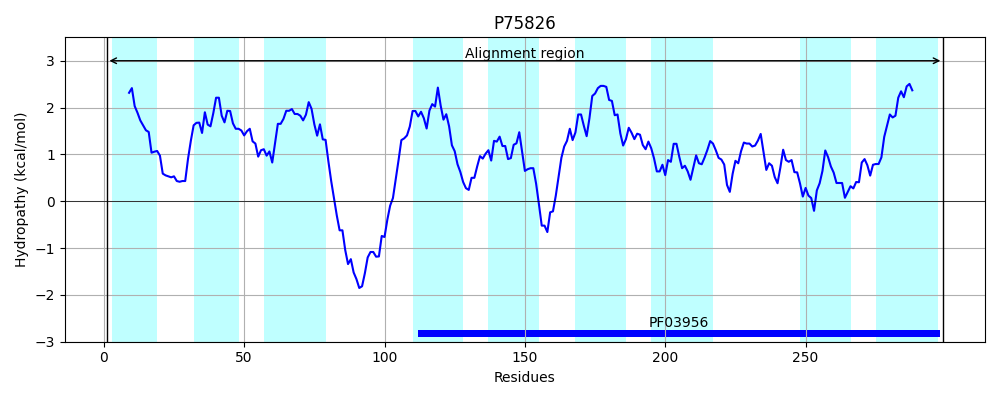 P75826
Alignment region
Hydropathy (kcal/mol)
3
2
1
0
−1
−2
−3
PF03956
0
50
100
150
200
250
Residues